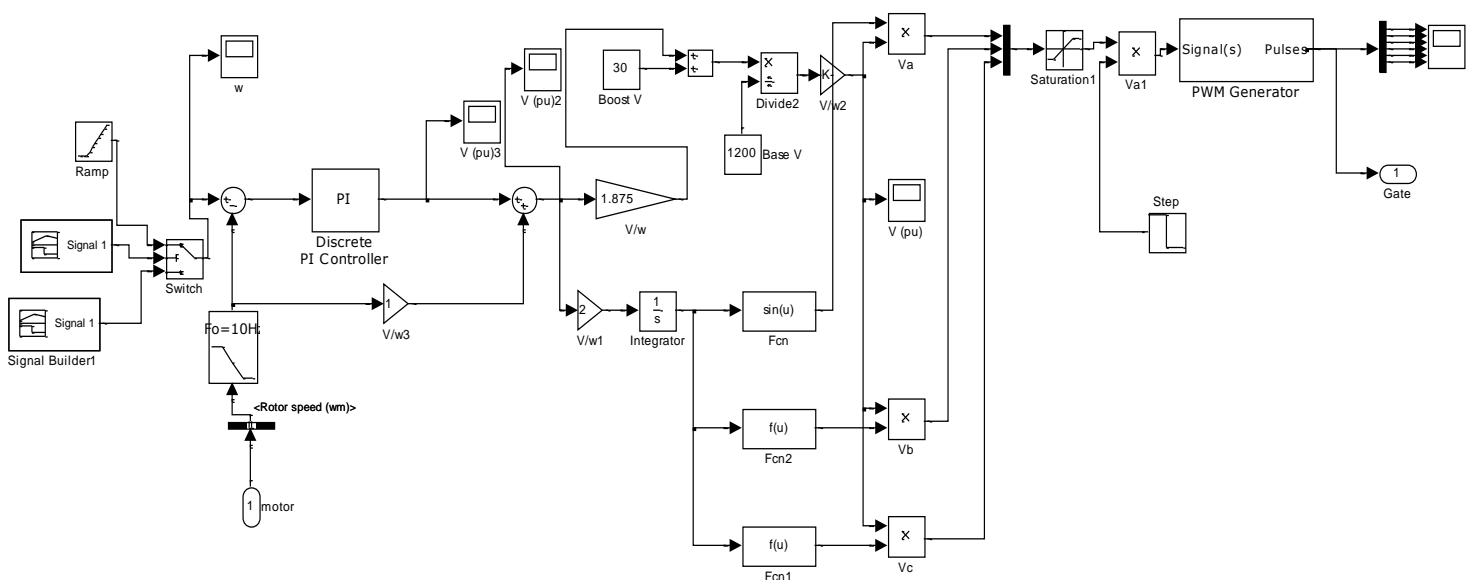 w
Ramp
Signal 1
Signal 1
Signal Builder1
Switch
Fo=10Hz
<Rotor speed (wm)>
1
motor
PI
Discrete
PI Controller
V (pu)3
V (pu)2
1
V/w3
1.875
V/w
30
Boost V
Divide2
1200
Base V
K-
V/w2
2
V/w1
1
s
Integrator
sin(u)
Fcn
f(u)
Fcn2
f(u)
Fcn1
x
Va
V (pu)
x
Vb
x
Vc
Saturation1
x
Va1
Step
Signal(s)
Pulses
PWM Generator
1
Gate